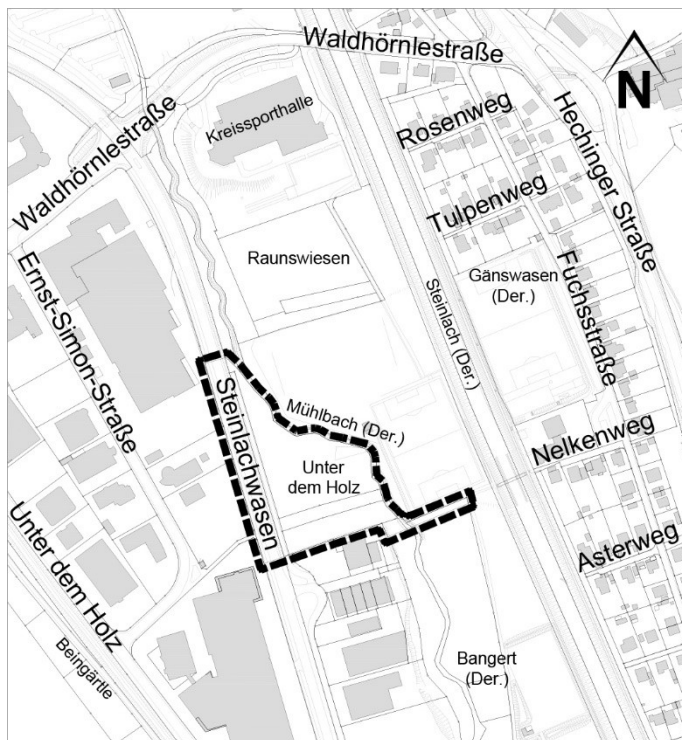 Waldhörnlestraße
N
Kreissporthalle
Rosenweg
Hechinger Straße
Waldhörnlestraße
Tulpenweg
Raunswiesen
Gänswasen
(Der.)
Steinlach (Der.)
Fuchsstraße
Ernst-Simon-Straße
Steinlachwasen
Mühlbach (Der.)
Nelkenweg
Unter
dem Holz
Unter dem Holz
Asterweg
Beingärtle
Bangert
(Der.)